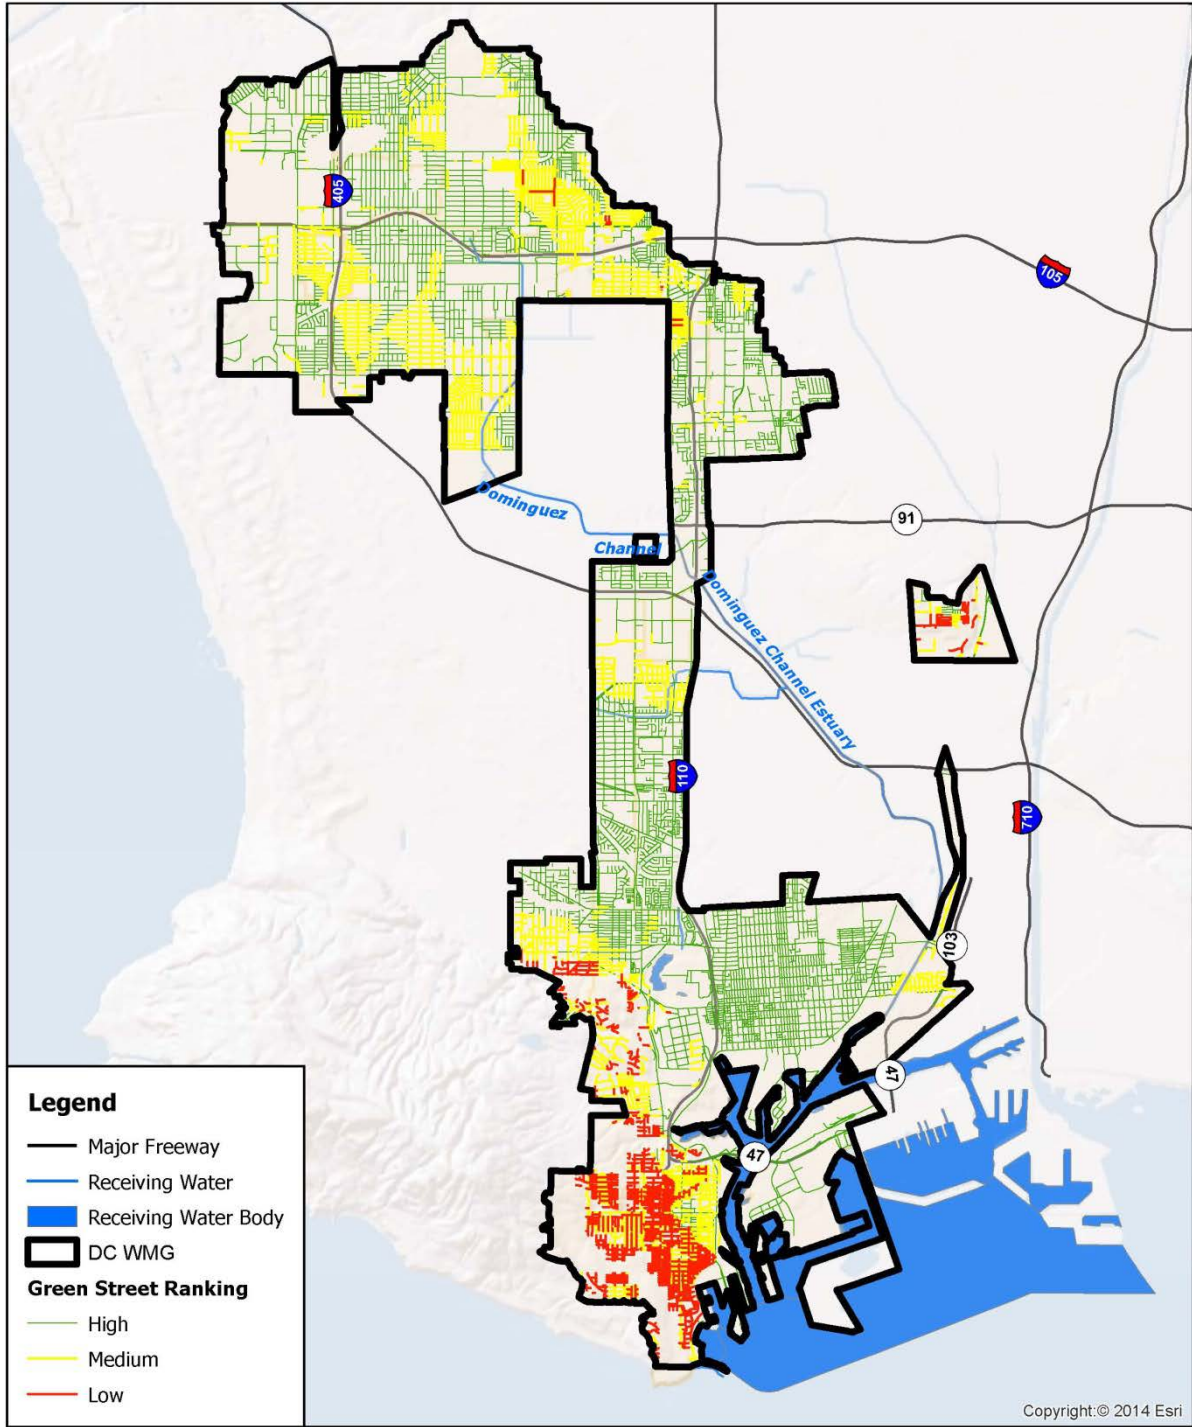 405
105
Dominguez
91
Channel
Dominguez Channel Estuary
110
710
103
47
47
Legend
Major Freeway
Receiving Water
Receiving Water Body
DC WMG
Green Street Ranking
High
Medium
Low
Copyright:© 2014 Esri